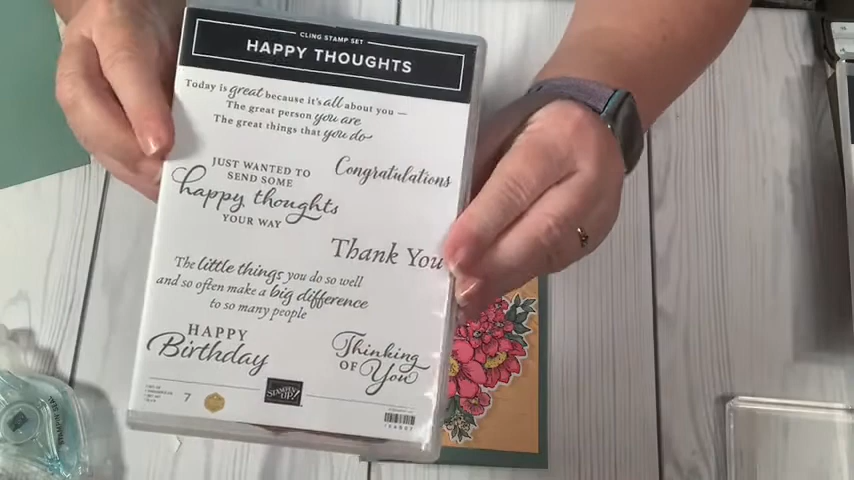 CLING STAMP SET
HAPPY THOUGHTS
Today is great because it's all about you —
the great person you are
the great things that you do
JUST WANTED TO
SEND SOME
happy thoughts
YOUR WAY
Congratulations
Thank You
The little things you do so well
and so often make a big difference
to so many people
HAPPY
Birthday
Thinking
OF You
7
STAMPIN' UP!